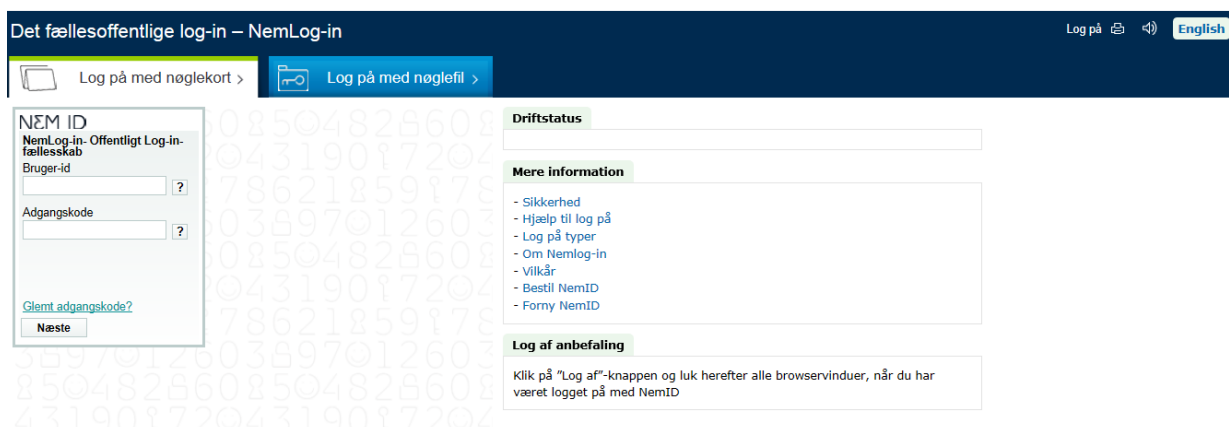 Det fællesoffentlige log-in – NemLog-in
Log på
English
Log på med nøglekort >
Log på med nøglefil >
NEM ID
NemLog-in- Offentligt Log-in-
fællesskab
Bruger-id
?
Adgangskode
?
Glemt adgangskode?
Næste
Driftstatus
Mere information
- Sikkerhed
- Hjælp til log på
- Log på typer
- Om Nemlog-in
- Vilkår
- Bestil NemID
- Forny NemID
Log af anbefaling
Klik på ”Log af”-knappen og luk herefter alle browservinduer, når du har
været logget på med NemID